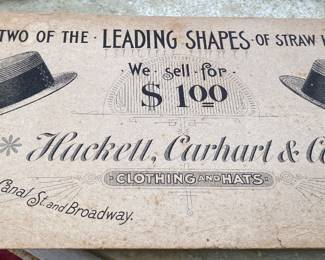 TWO OF THE · LEADING SHAPES · OF STRAW
· We · sell · for ·
$ 1.00
Hackett, Carhart & Co
CLOTHING AND HATS
Canal St. and Broadway.